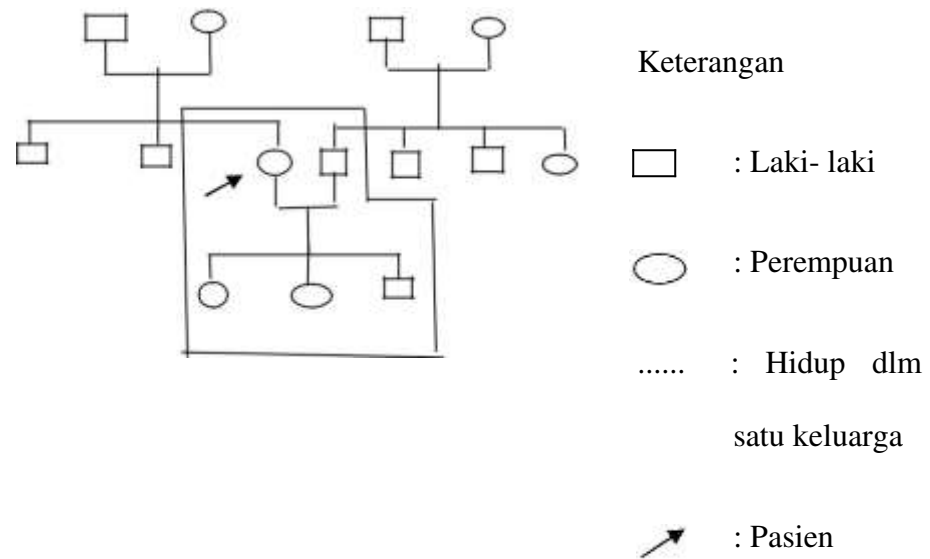 Keterangan
: Laki- laki
: Perempuan
...... : Hidup dlm
satu keluarga
: Pasien